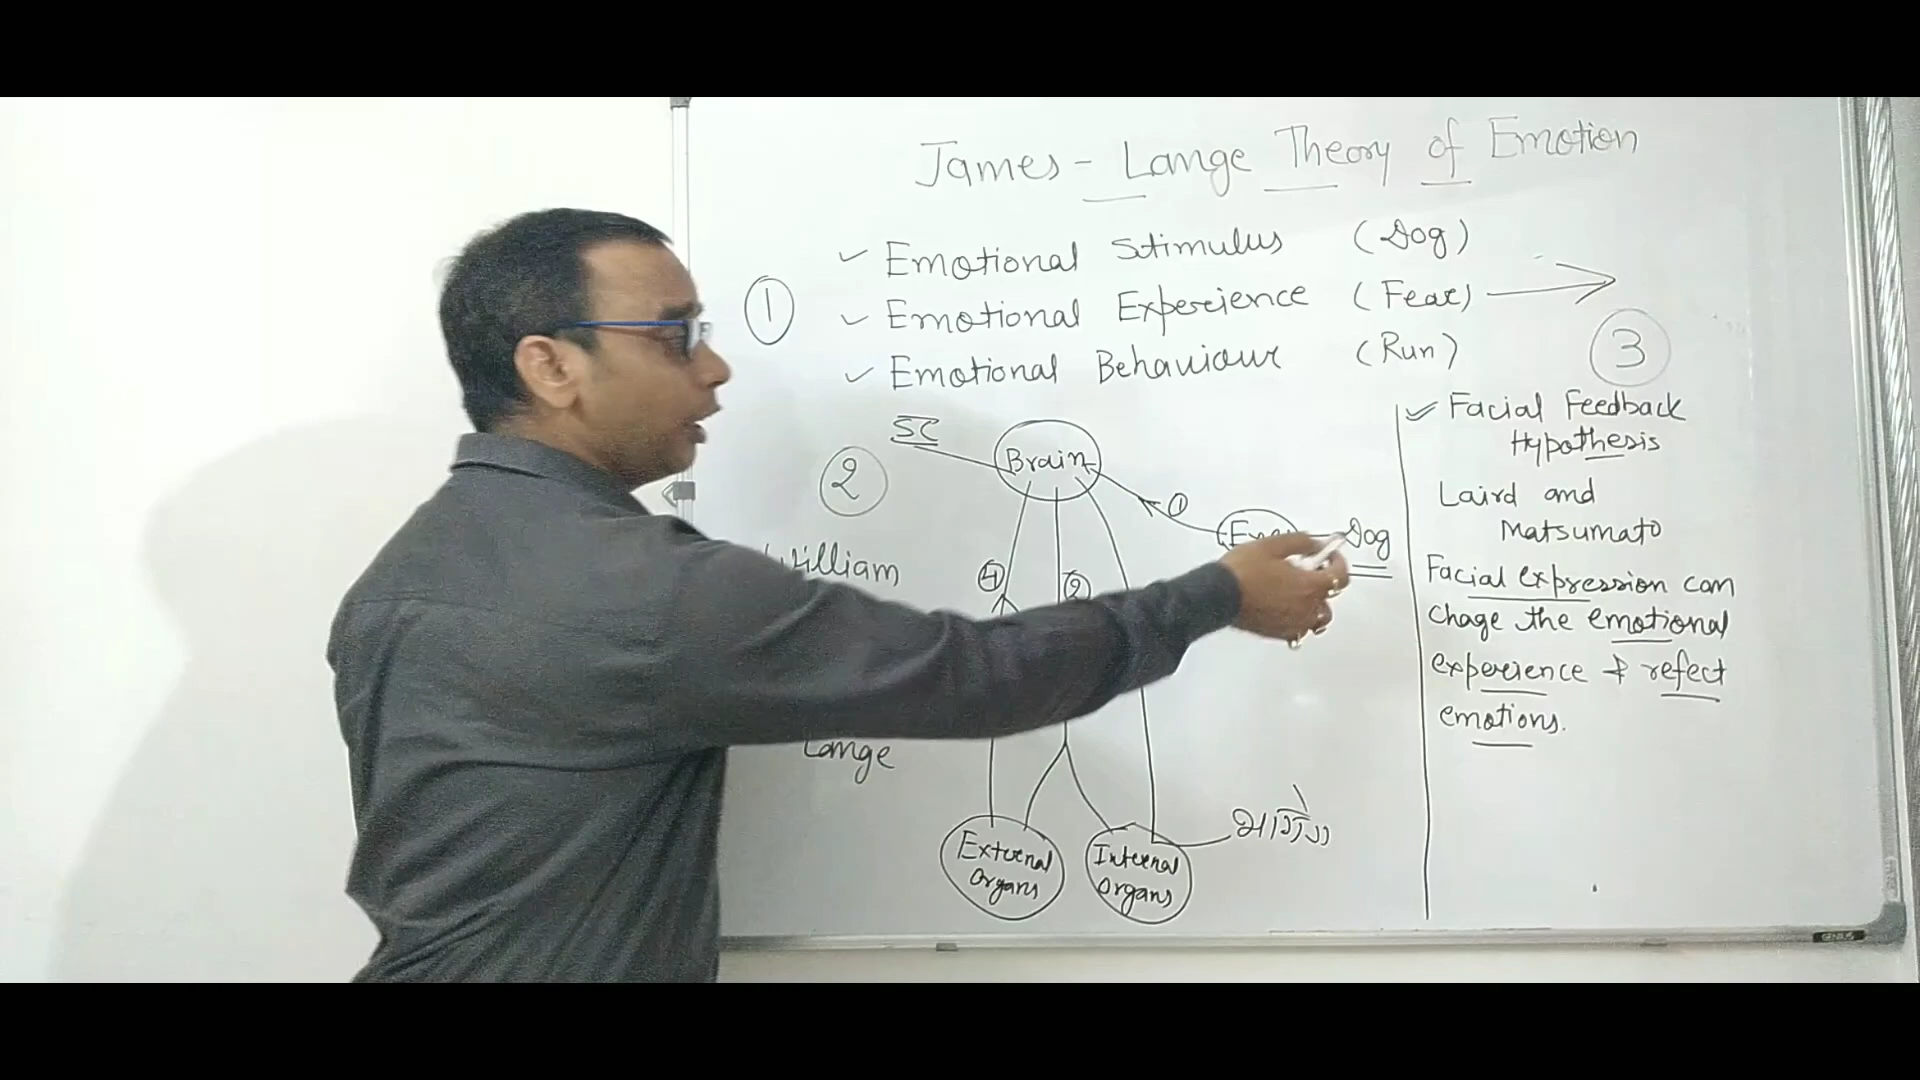 James - Lange Theory of Emotion
① ✓ Emotional Stimulus (Dog)
✓ Emotional Experience (Fear) →
✓ Emotional Behaviour (Run)
②
SC
Brain
①
Dog
④
②
William
Lange
External
Organs
Internal
Organs
③
✓ Facial Feedback
Hypothesis
Laird and
Matsumato
Facial expression can
chage the emotional
experience & refect
emotions.
GENIUS